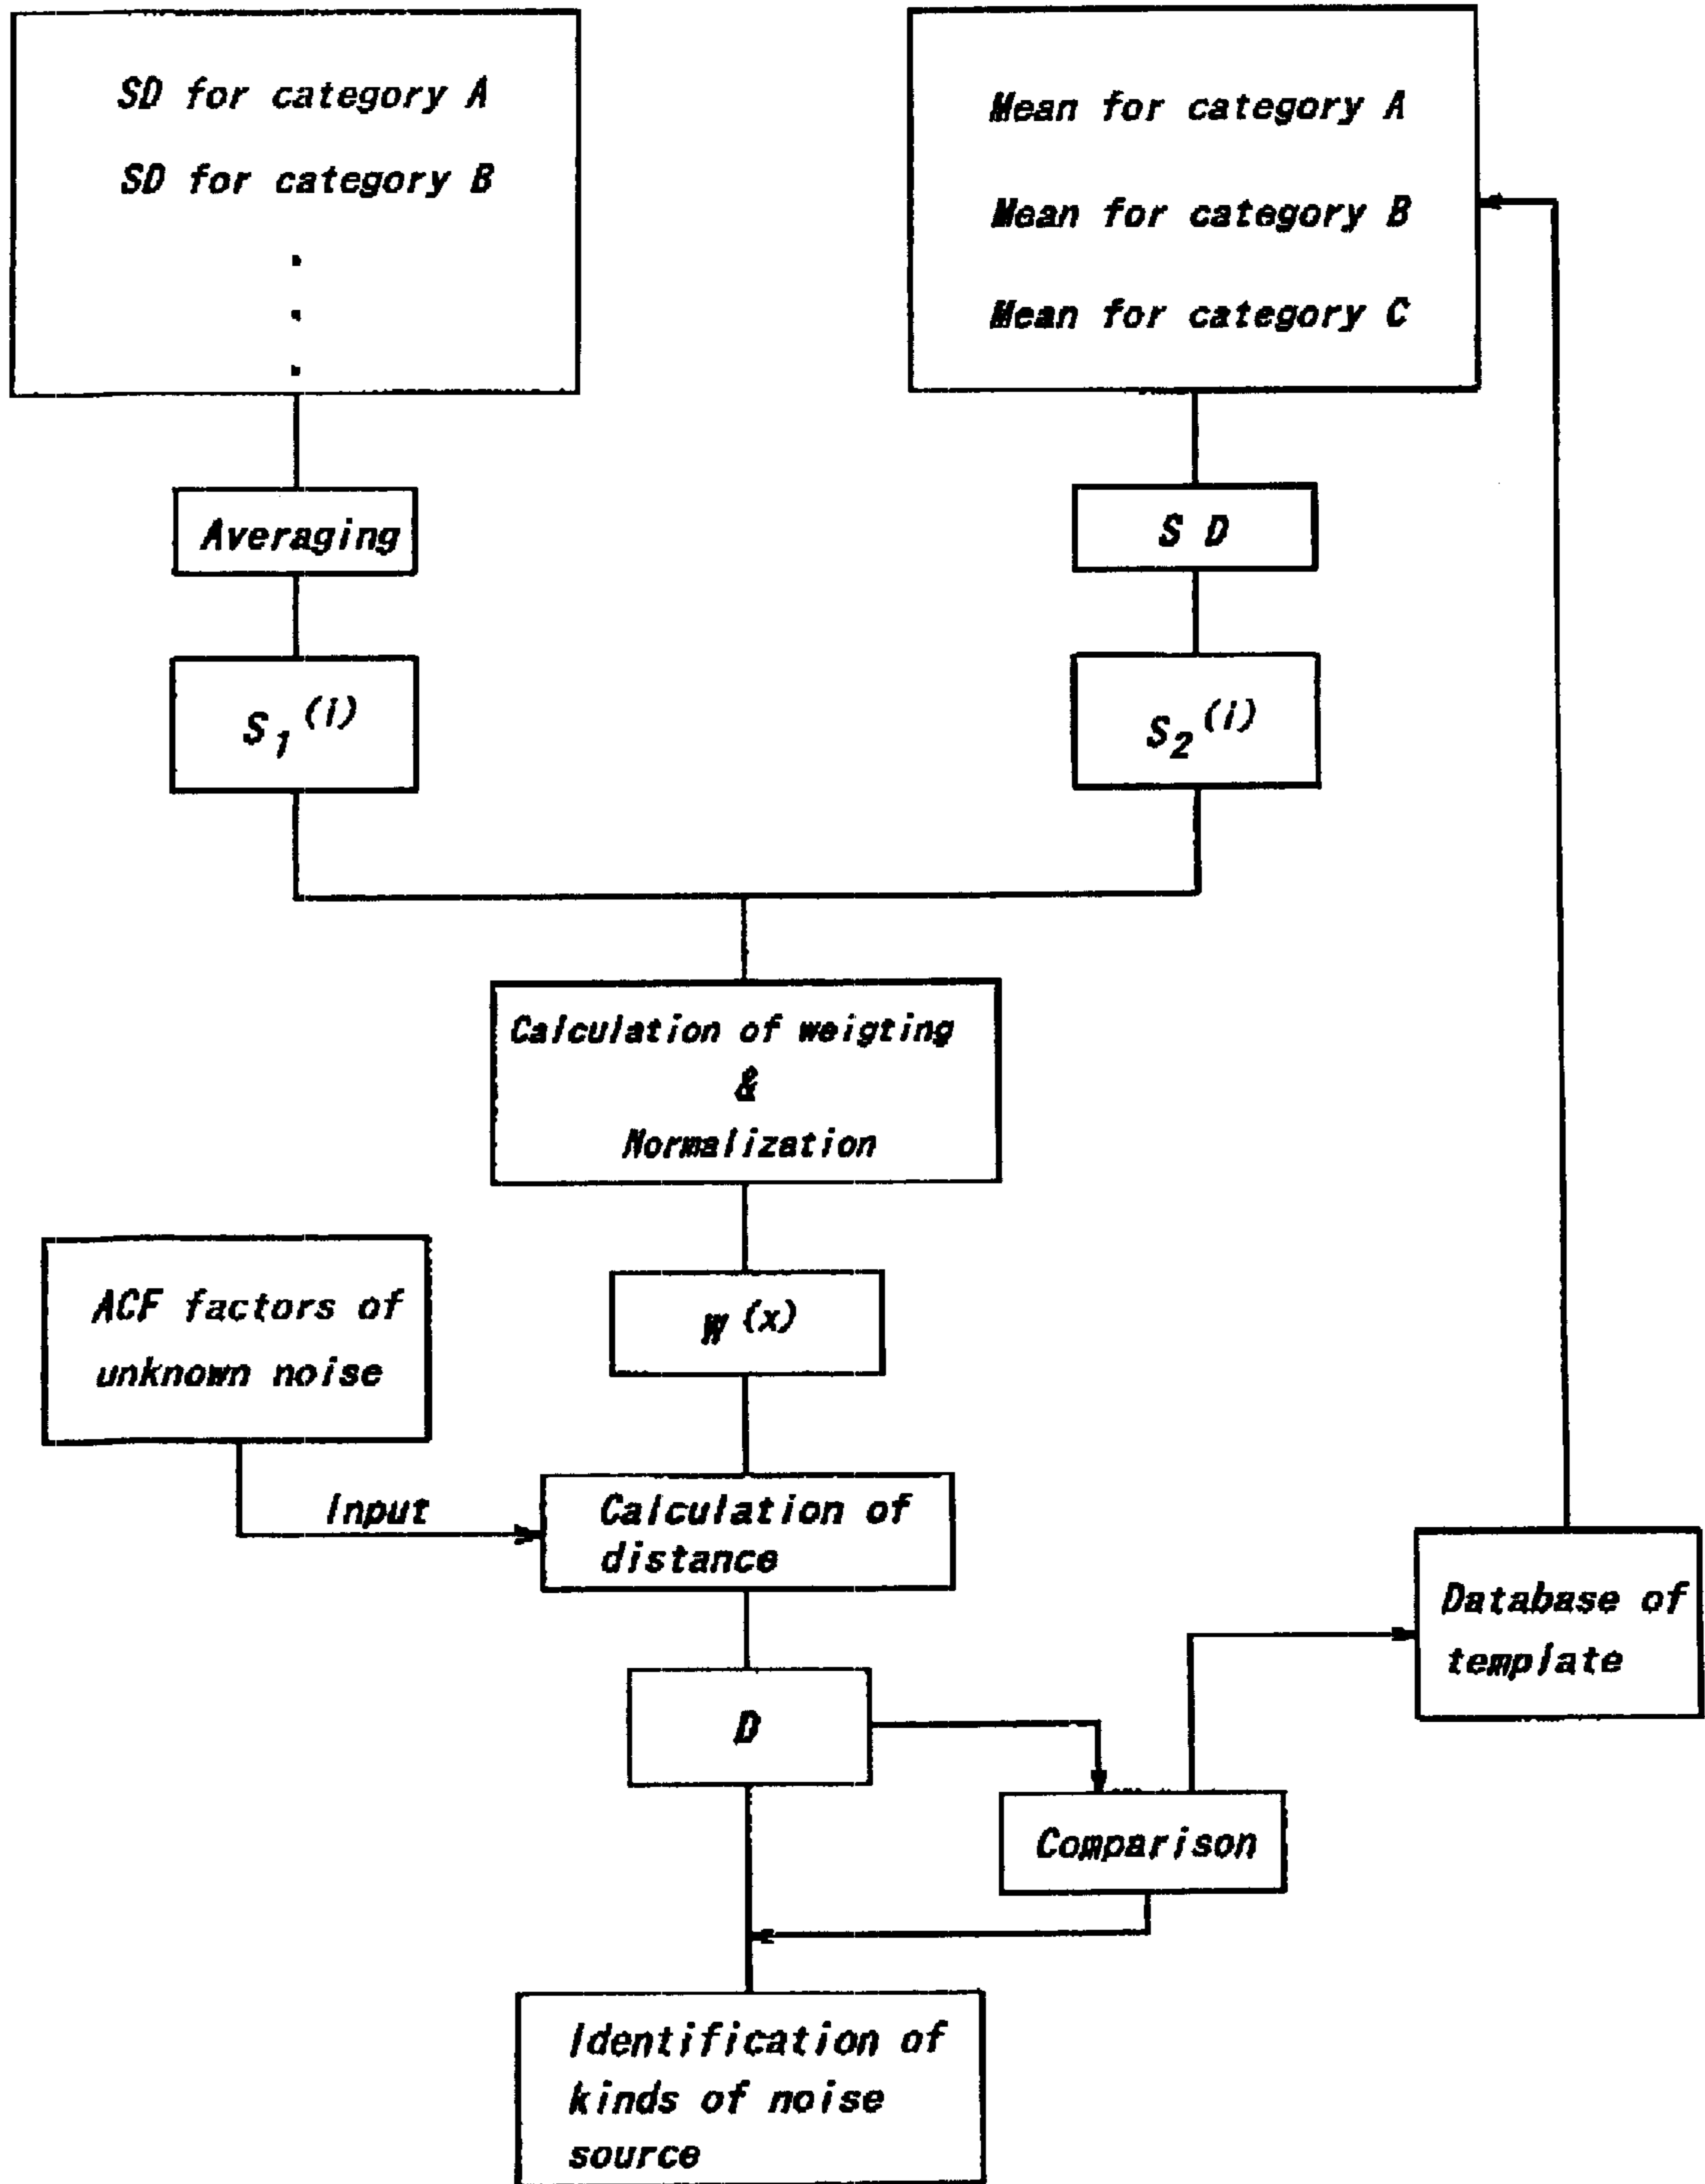 SD for category A
SD for category B
.
.
.
Mean for category A
Mean for category B
Mean for category C
Averaging
S D
S₁⁽ⁱ⁾
S₂⁽ⁱ⁾
Calculation of weigting
&
Normalization
ACF factors of
unknown noise
W⁽ˣ⁾
Input
Calculation of
distance
Database of
template
D
Comparison
Identification of
kinds of noise
source